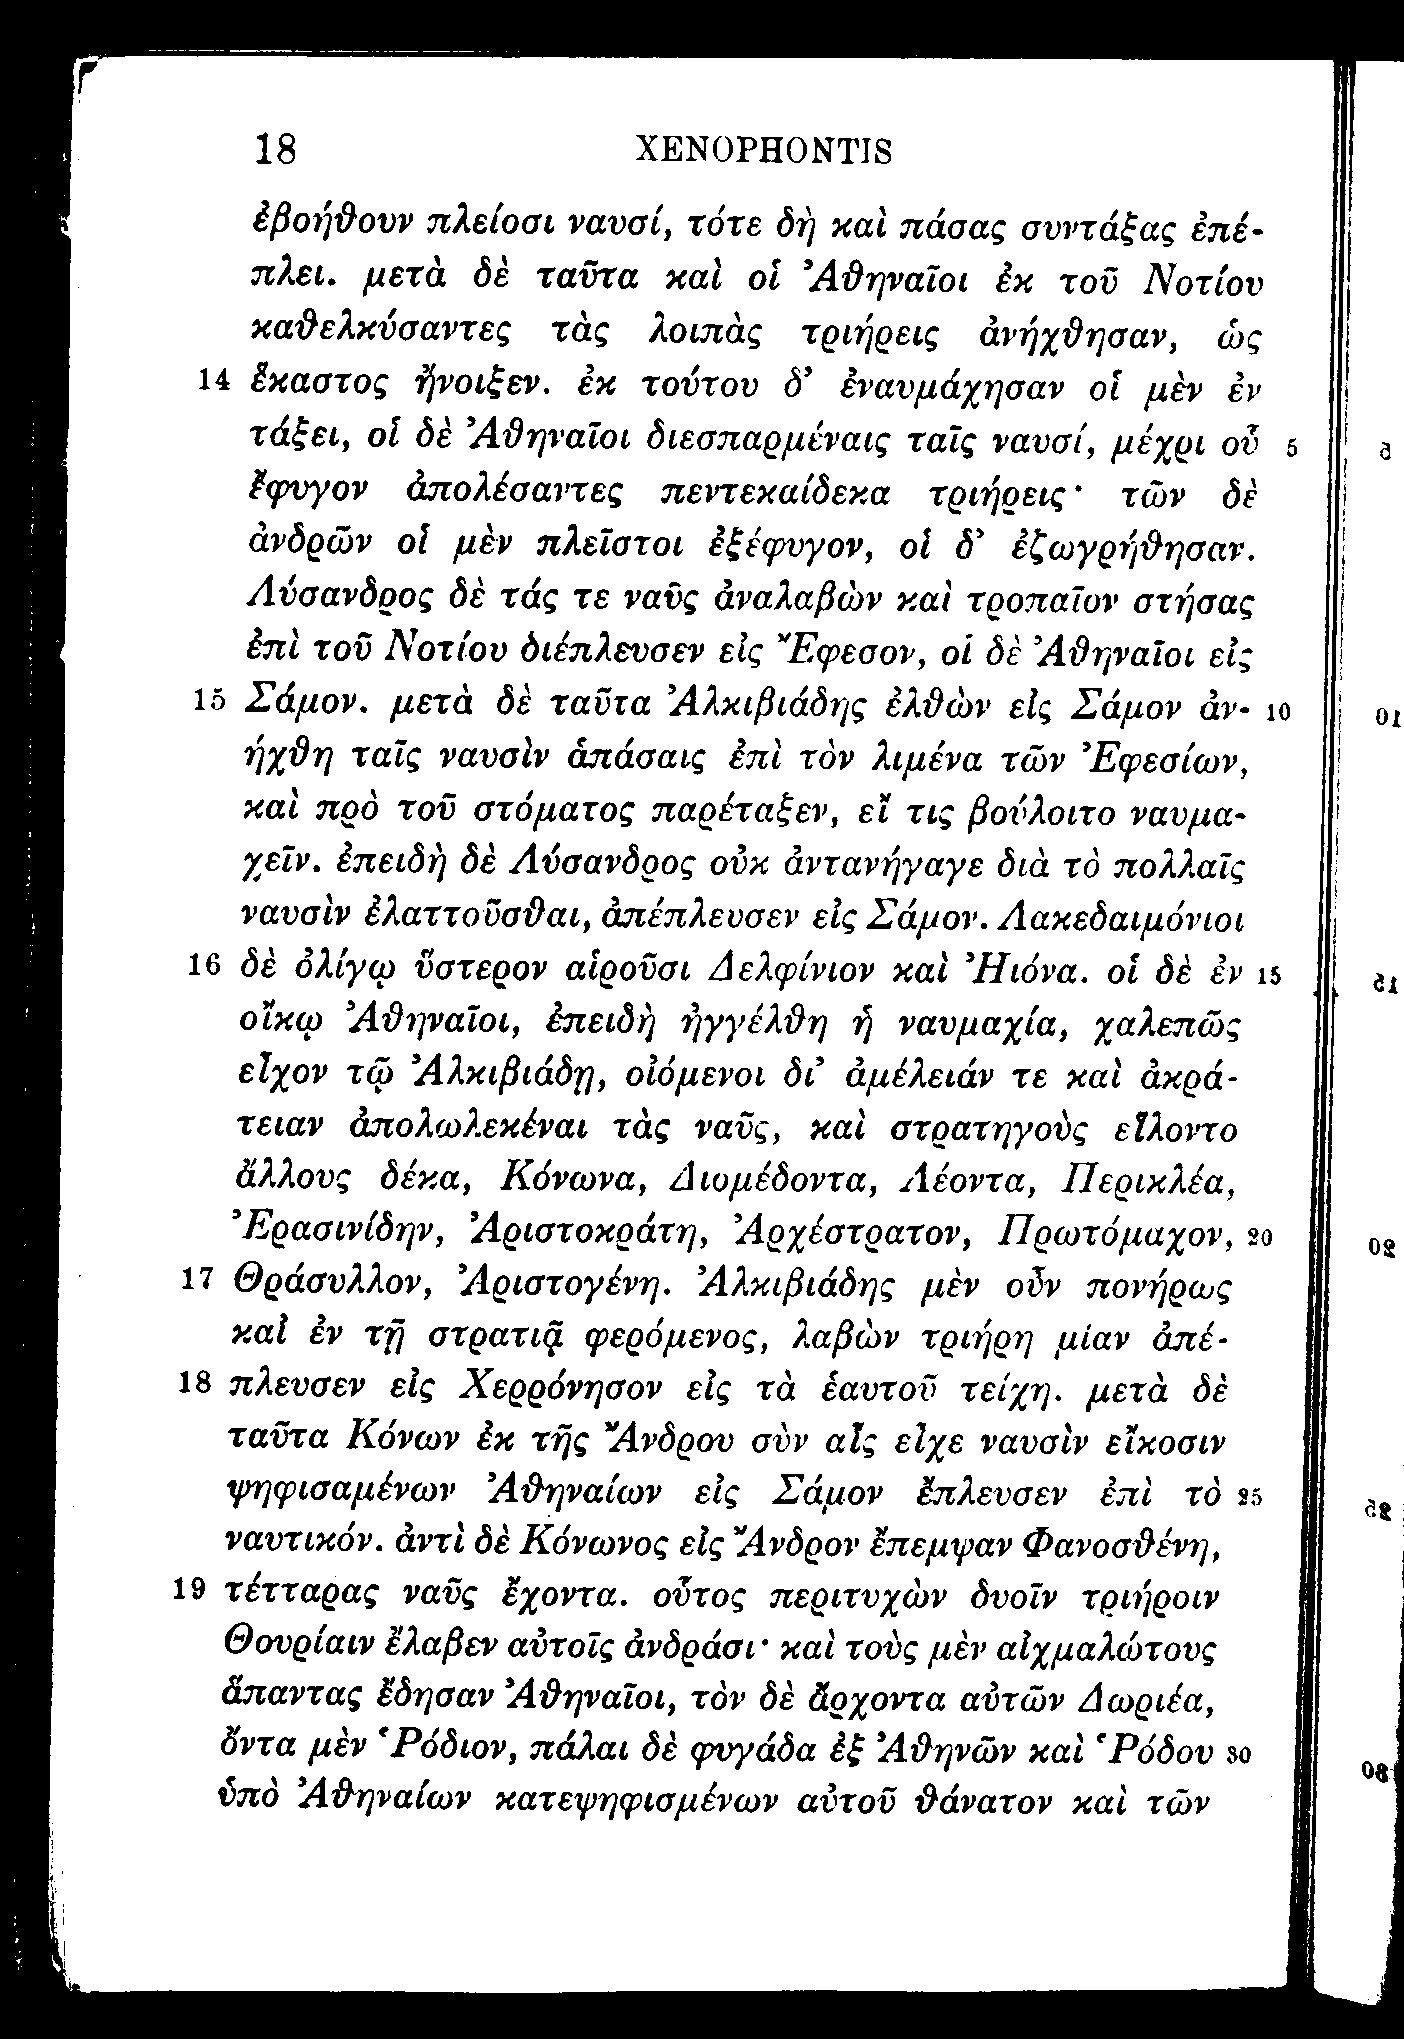 18 XENOPHONTIS
ἐβοήθουν πλείοσι ναυσί, τότε δὴ καὶ πάσας συντάξας ἐπέ-
πλει. μετὰ δὲ ταῦτα καὶ οἱ Ἀθηναῖοι ἐκ τοῦ Νοτίου
καθελκύσαντες τὰς λοιπὰς τριήρεις ἀνήχθησαν, ὡς
14 ἕκαστος ἤνοιξεν. ἐκ τούτου δ’ ἐναυμάχησαν οἱ μὲν ἐν
τάξει, οἱ δὲ Ἀθηναῖοι διεσπαρμέναις ταῖς ναυσί, μέχρι οὗ 5
ἔφυγον ἀπολέσαντες πεντεκαίδεκα τριήρεις· τῶν δὲ
ἀνδρῶν οἱ μὲν πλεῖστοι ἐξέφυγον, οἱ δ’ ἐζωγρήθησαν.
Λύσανδρος δὲ τάς τε ναῦς ἀναλαβὼν καὶ τροπαῖον στήσας
ἐπὶ τοῦ Νοτίου διέπλευσεν εἰς Ἔφεσον, οἱ δὲ Ἀθηναῖοι εἰς
15 Σάμον. μετὰ δὲ ταῦτα Ἀλκιβιάδης ἐλθὼν εἰς Σάμον ἀν- 10
ήχθη ταῖς ναυσὶν ἁπάσαις ἐπὶ τὸν λιμένα τῶν Ἐφεσίων,
καὶ πρὸ τοῦ στόματος παρέταξεν, εἴ τις βούλοιτο ναυμα-
χεῖν. ἐπειδὴ δὲ Λύσανδρος οὐκ ἀντανήγαγε διὰ τὸ πολλαῖς
ναυσὶν ἐλαττοῦσθαι, ἀπέπλευσεν εἰς Σάμον. Λακεδαιμόνιοι
16 δὲ ὀλίγῳ ὕστερον αἱροῦσι Δελφίνιον καὶ Ἠιόνα. οἱ δὲ ἐν 15
οἴκῳ Ἀθηναῖοι, ἐπειδὴ ἠγγέλθη ἡ ναυμαχία, χαλεπῶς
εἶχον τῷ Ἀλκιβιάδῃ, οἰόμενοι δι’ ἀμέλειάν τε καὶ ἀκρά-
τειαν ἀπολωλεκέναι τὰς ναῦς, καὶ στρατηγοὺς εἵλοντο
ἄλλους δέκα, Κόνωνα, Διομέδοντα, Λέοντα, Περικλέα,
Ἐρασινίδην, Ἀριστοκράτη, Ἀρχέστρατον, Πρωτόμαχον, 20
17 Θράσυλλον, Ἀριστογένη. Ἀλκιβιάδης μὲν οὖν πονήρως
καὶ ἐν τῇ στρατιᾷ φερόμενος, λαβὼν τριήρη μίαν ἀπέ-
18 πλευσεν εἰς Χερρόνησον εἰς τὰ ἑαυτοῦ τείχη. μετὰ δὲ
ταῦτα Κόνων ἐκ τῆς Ἄνδρου σὺν αἷς εἶχε ναυσὶν εἴκοσιν
ψηφισαμένων Ἀθηναίων εἰς Σάμον ἔπλευσεν ἐπὶ τὸ 25
ναυτικόν. ἀντὶ δὲ Κόνωνος εἰς Ἄνδρον ἔπεμψαν Φανοσθένη,
19 τέτταρας ναῦς ἔχοντα. οὗτος περιτυχὼν δυοῖν τριήροιν
Θουρίαιν ἔλαβεν αὐτοῖς ἀνδράσι· καὶ τοὺς μὲν αἰχμαλώτους
ἅπαντας ἔδησαν Ἀθηναῖοι, τὸν δὲ ἄρχοντα αὐτῶν Δωριέα,
ὄντα μὲν Ῥόδιον, πάλαι δὲ φυγάδα ἐξ Ἀθηνῶν καὶ Ῥόδου 30
ὑπὸ Ἀθηναίων κατεψηφισμένων αὐτοῦ θάνατον καὶ τῶν